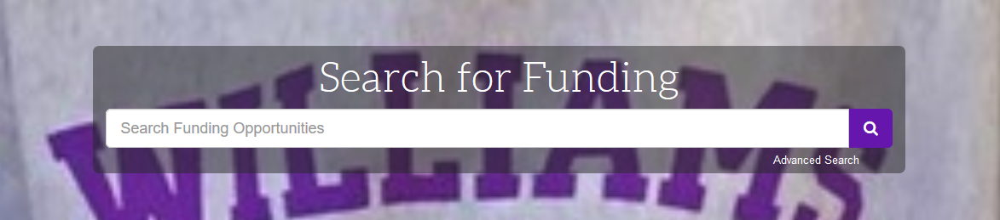 Search for Funding
Search Funding Opportunities
Advanced Search
WILLIAMS